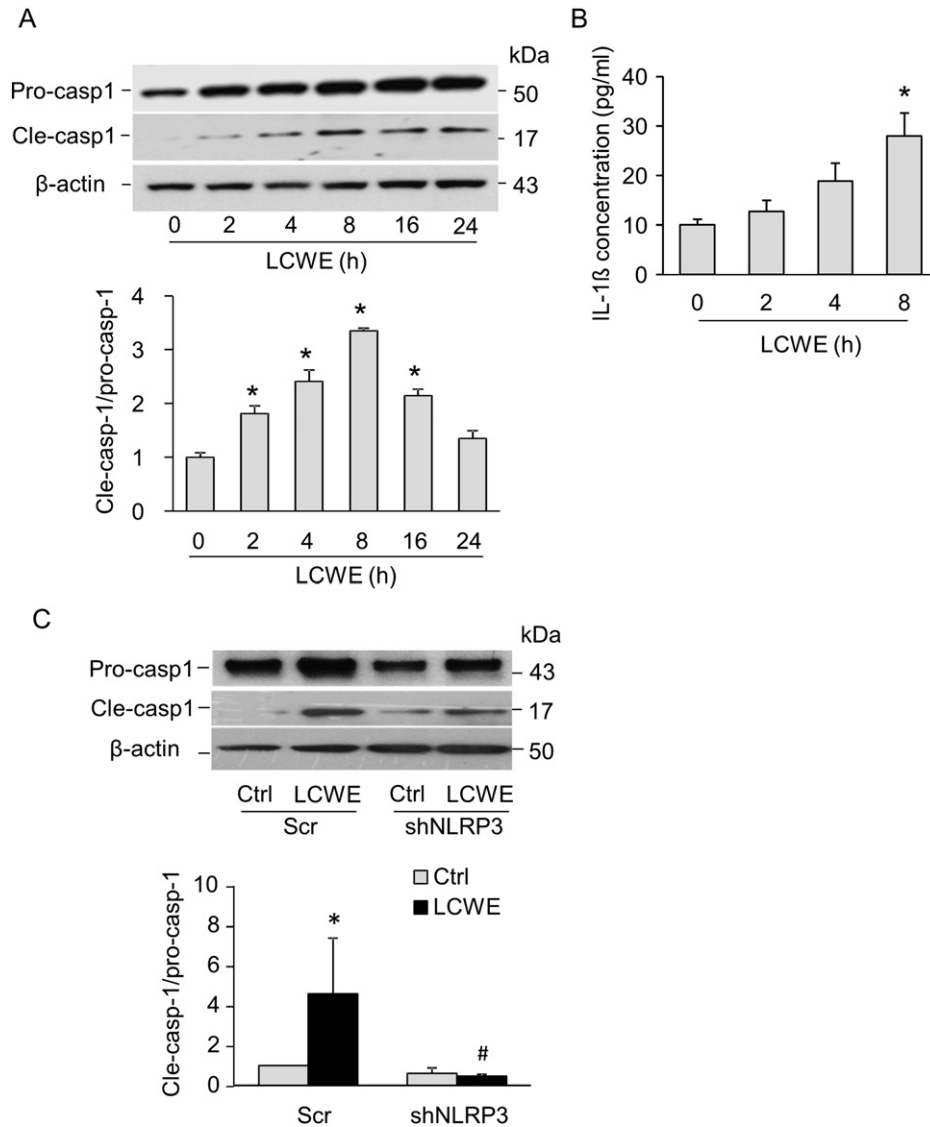 A
kDa
Pro-casp1
50
Cle-casp1
17
β-actin
43
0 2 4 8 16 24
LCWE (h)
Cle-casp-1/pro-casp-1
4
3
2
1
0
* * * *
0 2 4 8 16 24
LCWE (h)
B
IL-1ß concentration (pg/ml)
40
30
20
10
0
*
0 2 4 8
LCWE (h)
C
kDa
Pro-casp1
43
Cle-casp1
17
β-actin
50
Ctrl LCWE Ctrl LCWE
Scr shNLRP3
Cle-casp-1/pro-casp-1
10
8
6
4
2
0
Ctrl
LCWE
*
#
Scr shNLRP3